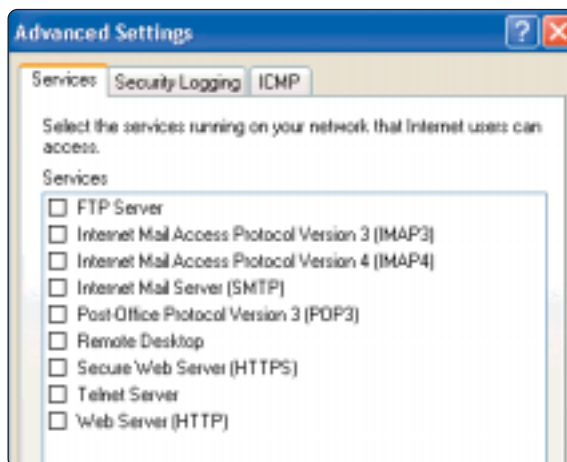 Advanced Settings
Services Security Logging ICMP
Select the services running on your network that Internet users can
access.
Services
FTP Server
Internet Mail Access Protocol Version 3 (IMAP3)
Internet Mail Access Protocol Version 4 (IMAP4)
Internet Mail Server (SMTP)
Post-Office Protocol Version 3 (POP3)
Remote Desktop
Secure Web Server (HTTPS)
Telnet Server
Web Server (HTTP)